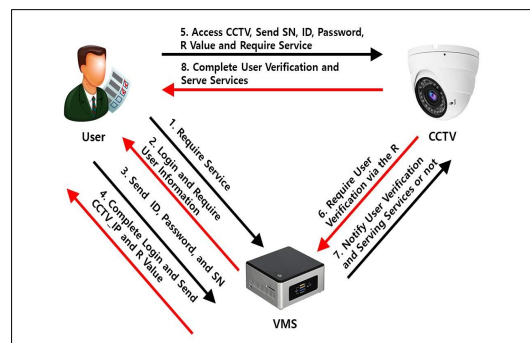 5. Access CCTV, Send SN, ID, Password,
R Value and Require Service
8. Complete User Verification and
Serve Services
User
CCTV
1. Require Service
2. Login and Require
User Information
3. Send ID, Password, and SN
4. Complete Login and Send
CCTV_IP and R Value
6. Require User
Verification via the R
7. Notify User Verification
and Serving Services or not
VMS